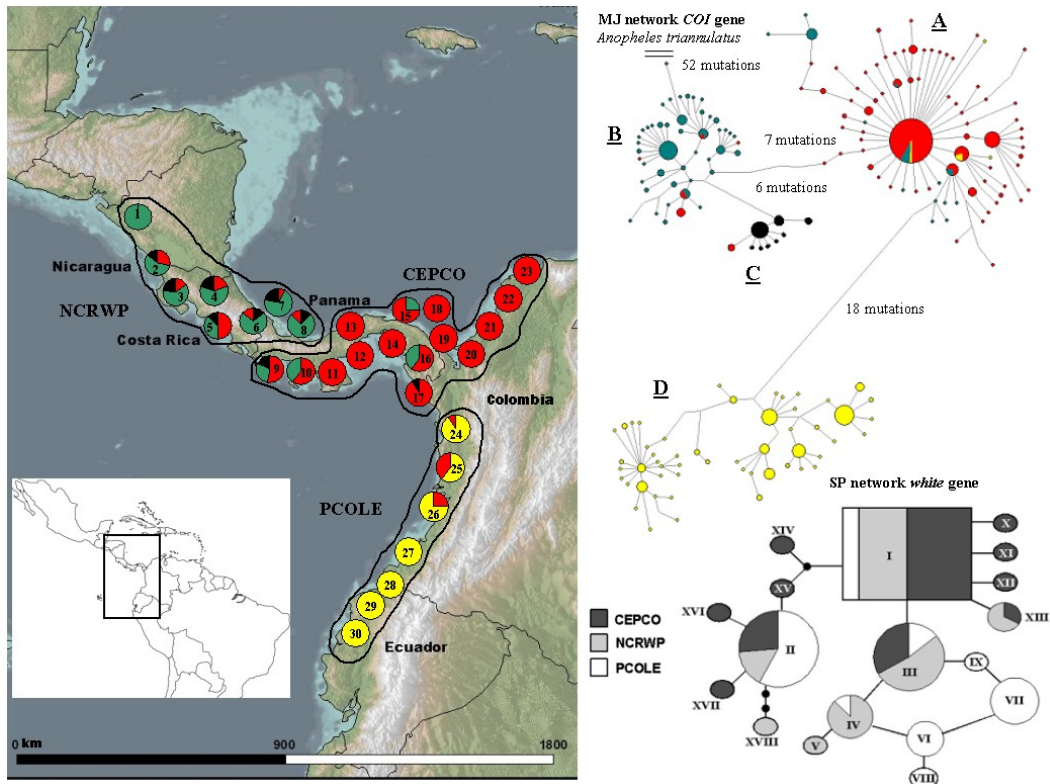 MJ network COI gene
Anopheles triannulatus
52 mutations
A
B
7 mutations
6 mutations
C
18 mutations
D
1
Nicaragua
2
3
4
NCRWP
Costa Rica
5
6
7
8
Panama
CEPCO
9
10
11
12
13
14
15
16
17
18
19
20
21
22
23
Colombia
24
25
26
PCOLE
27
28
29
30
Ecuador
0 km
900
1800
SP network white gene
XIV
I
X
XI
XII
XIII
XV
XVI
II
XVII
XVIII
III
IX
VII
IV
V
VI
VIII
CEPCO
NCRWP
PCOLE